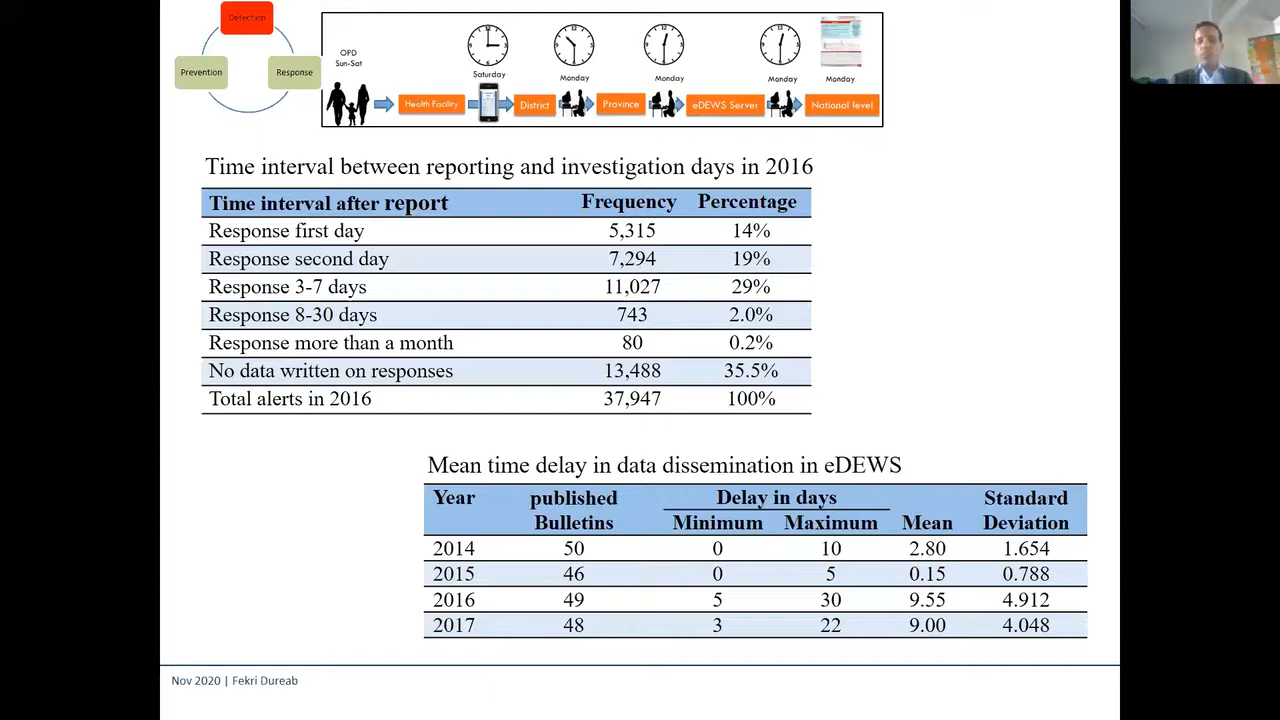 Detection
Prevention
Response
OPD
Sun-Sat
Saturday
Monday
Monday
Monday
Monday
Health Facility
District
Province
eDEWS Server
National level
Time interval between reporting and investigation days in 2016
Time interval after report Frequency Percentage
Response first day 5,315 14%
Response second day 7,294 19%
Response 3-7 days 11,027 29%
Response 8-30 days 743 2.0%
Response more than a month 80 0.2%
No data written on responses 13,488 35.5%
Total alerts in 2016 37,947 100%
Mean time delay in data dissemination in eDEWS
Year published Delay in days Standard
Bulletins Minimum Maximum Mean Deviation
2014 50 0 10 2.80 1.654
2015 46 0 5 0.15 0.788
2016 49 5 30 9.55 4.912
2017 48 3 22 9.00 4.048
Nov 2020 | Fekri Dureab